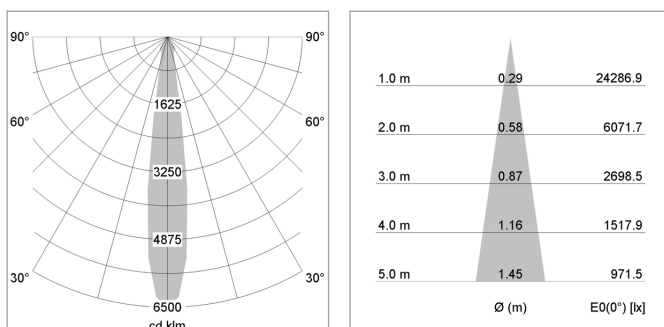 90° 90°
1625
60° 60°
3250
4875
30° 30°
6500
cd klm
1.0 m 0.29 24286.9
2.0 m 0.58 6071.7
3.0 m 0.87 2698.5
4.0 m 1.16 1517.9
5.0 m 1.45 971.5
Ø (m) E0(0°) [lx]